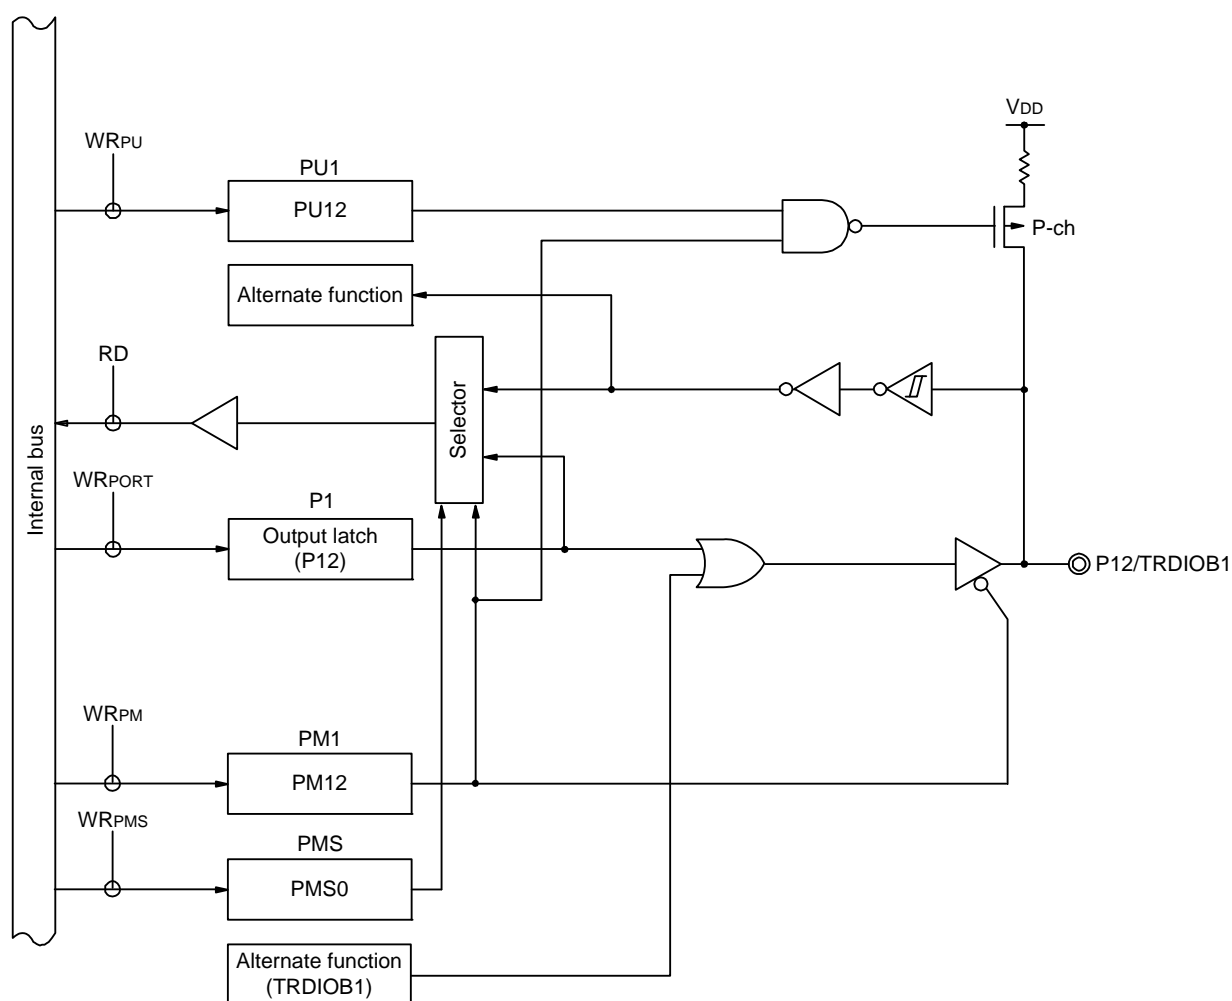 VDD
WRPU
PU1
PU12
P-ch
Alternate function
RD
Selector
Internal bus
WRPORT
P1
Output latch
(P12)
P12/TRDIOB1
WRPM
PM1
PM12
WRPMS
PMS
PMS0
Alternate function
(TRDIOB1)